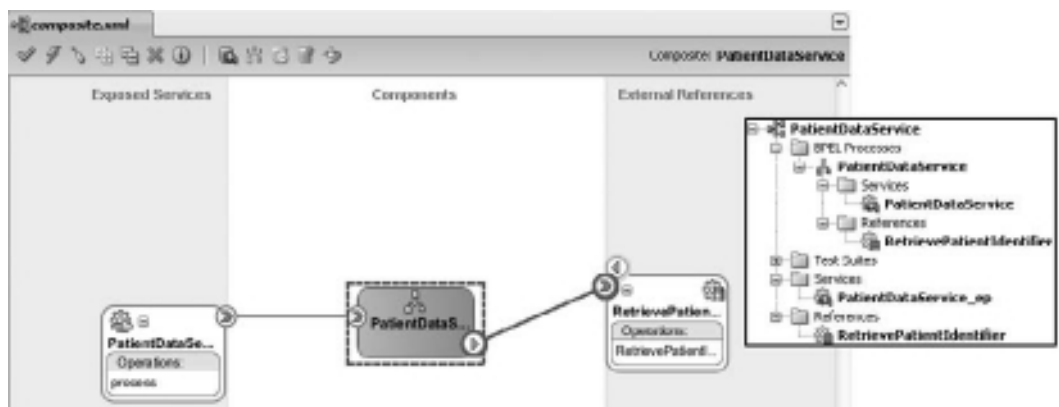 composite.xml
Composite: PatientDataService
Exposed Services
Components
External References
PatientDataSe...
Operations:
process
PatientDataS...
RetrievePatien...
Operations:
RetrievePatientI...
PatientDataService
BPEL Processes
PatientDataService
Services
PatientDataService
References
RetrievePatientIdentifier
Test Suites
Services
PatientDataService_ep
References
RetrievePatientIdentifier